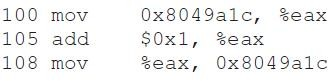 100 mov 0x8049a1c, %eax
105 add $0x1, %eax
108 mov %eax, 0x8049a1c